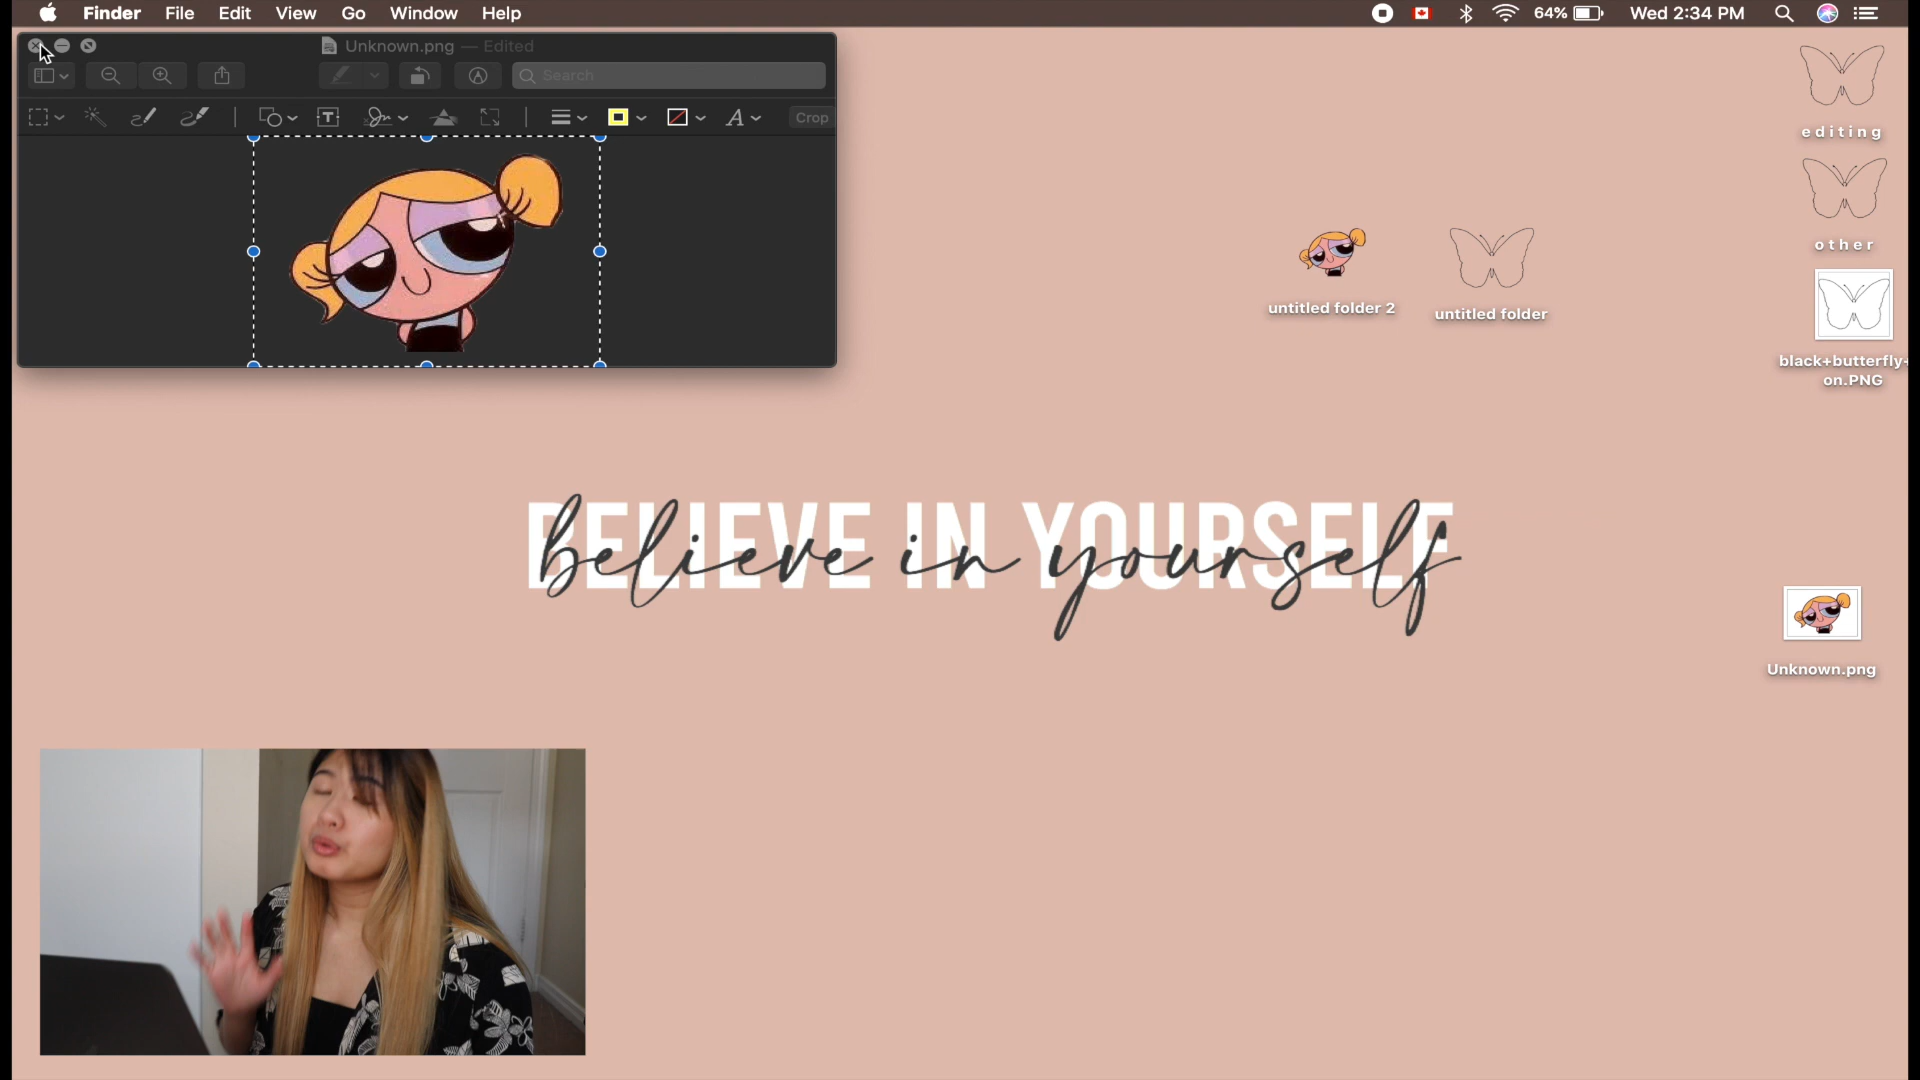 Finder File Edit View Go Window Help 64% Wed 2:34 PM
Unknown.png — Edited
Search
T A Crop
editing
other
untitled folder 2 untitled folder
black+butterfly-
on.PNG
BELIEVE IN YOURSELF
believe in yourself
Unknown.png